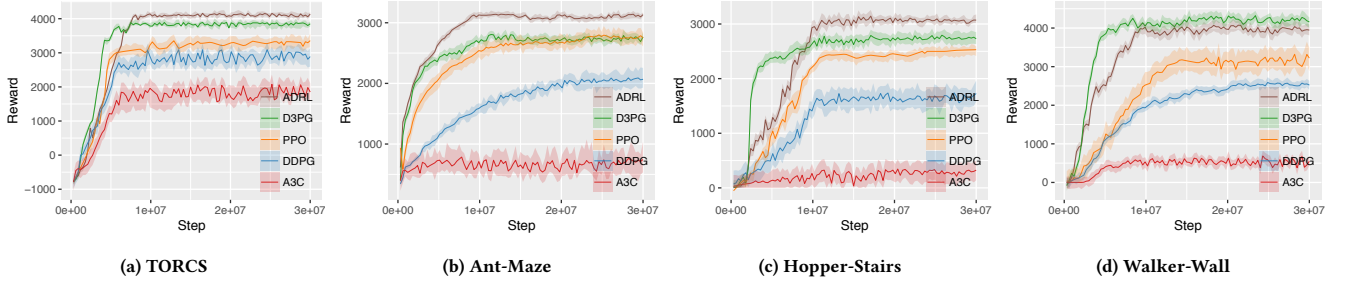 Reward
4000
3000
2000
1000
0
−1000
0e+00 1e+07 2e+07 3e+07
Step
ADRL
D3PG
PPO
DDPG
A3C
(a) TORCS
Reward
3000
2000
1000
0e+00 1e+07 2e+07 3e+07
Step
ADRL
D3PG
PPO
DDPG
A3C
(b) Ant-Maze
Reward
3000
2000
1000
0
0e+00 1e+07 2e+07 3e+07
Step
ADRL
D3PG
PPO
DDPG
A3C
(c) Hopper-Stairs
Reward
4000
3000
2000
1000
0
0e+00 1e+07 2e+07 3e+07
Step
ADRL
D3PG
PPO
DDPG
A3C
(d) Walker-Wall